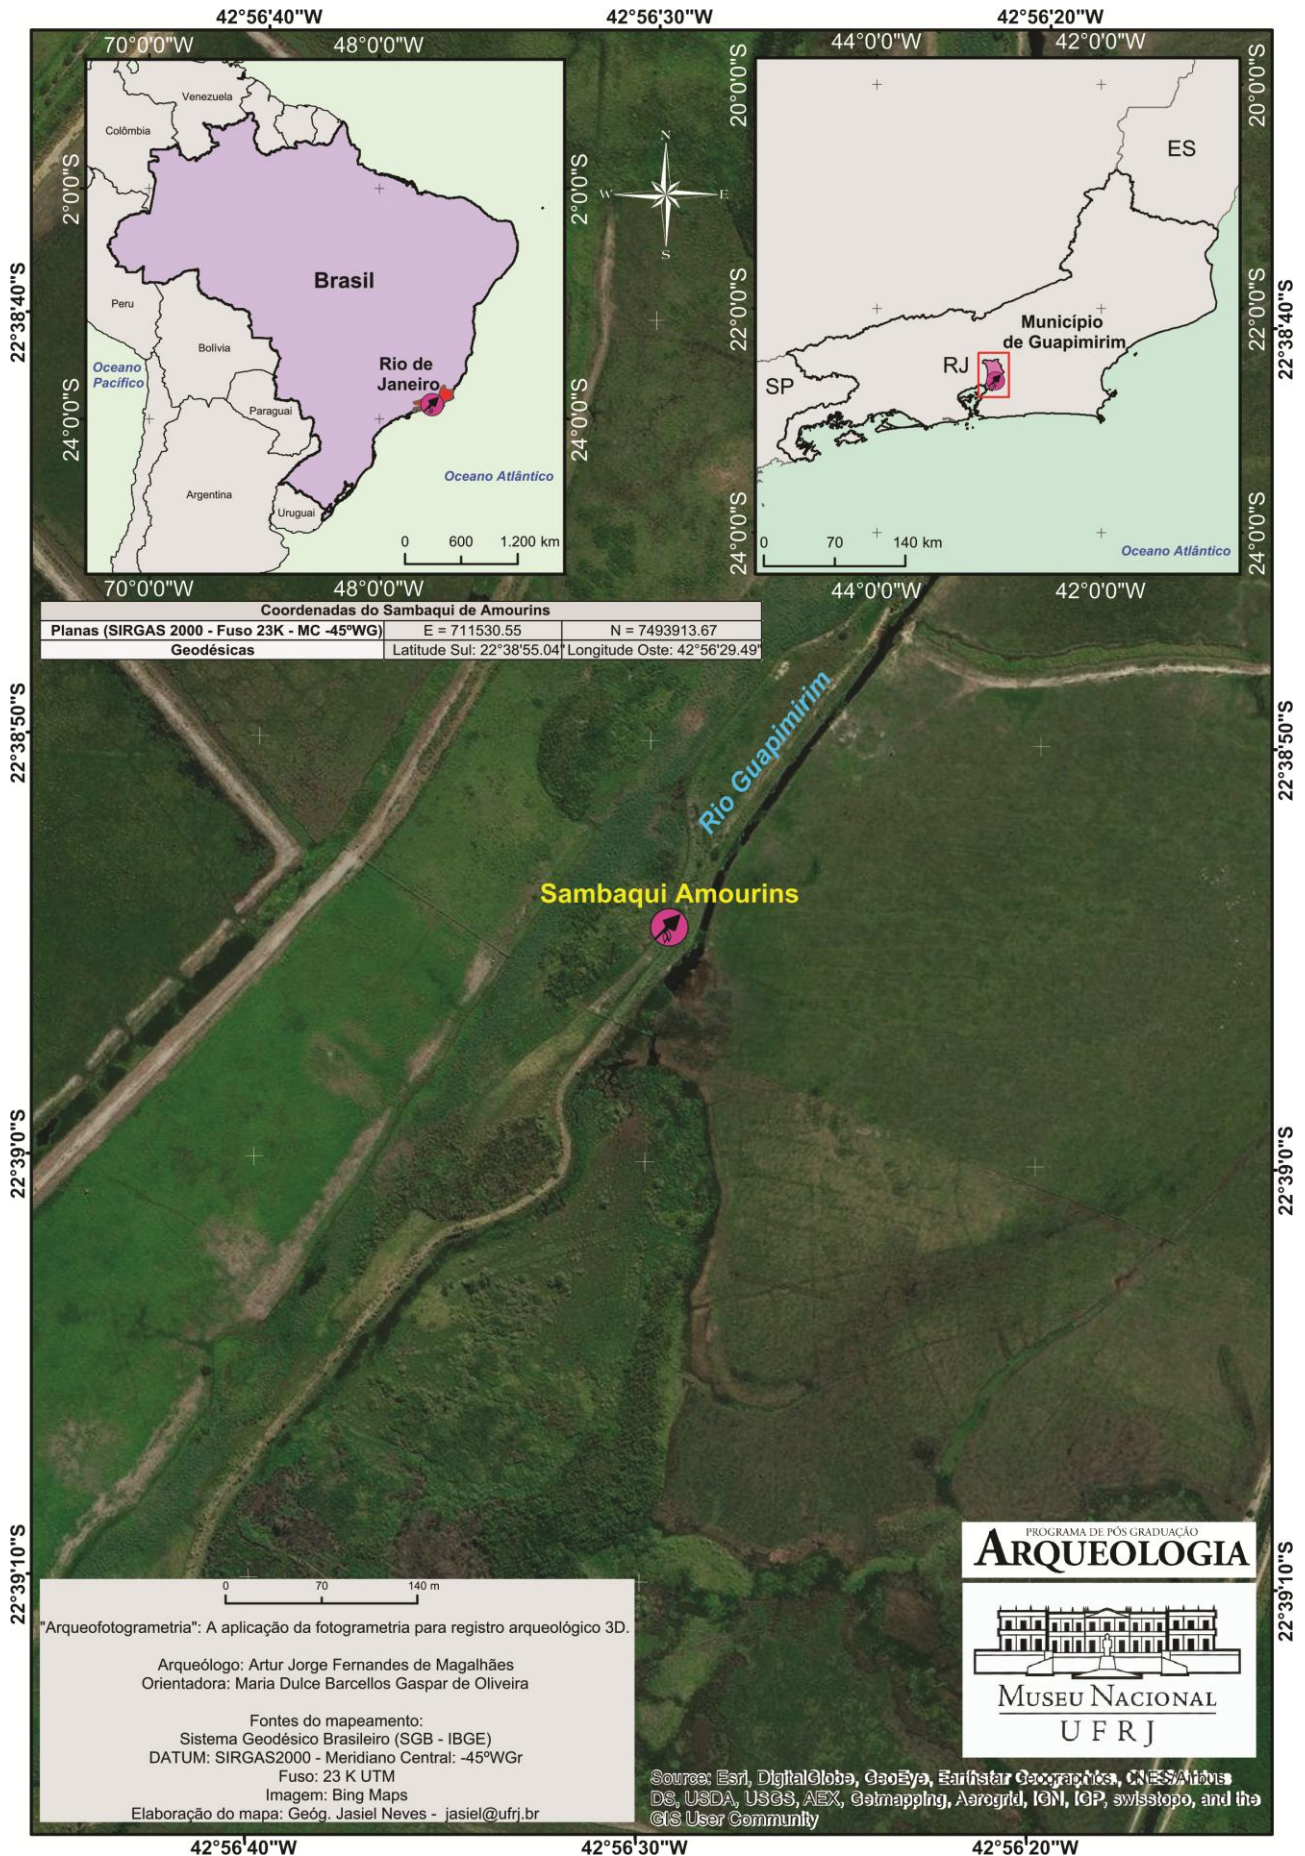 42°56'40"W 42°56'30"W 42°56'20"W
70°0'0"W 48°0'0"W
44°0'0"W 42°0'0"W
Venezuela
Colômbia
Brasil
Peru
Bolívia
Oceano
Pacífico
Rio de
Janeiro
Paraguai
Argentina
Uruguai
Oceano Atlântico
0 600 1.200 km
2°0'0"S 2°0'0"S
24°0'0"S 24°0'0"S
70°0'0"W 48°0'0"W
N
W E
S
20°0'0"S 20°0'0"S
22°0'0"S 22°0'0"S
24°0'0"S 24°0'0"S
ES
Município
de Guapimirim
RJ
SP
0 70 140 km
Oceano Atlântico
44°0'0"W 42°0'0"W
22°38'40"S 22°38'40"S
Coordenadas do Sambaqui de Amourins
Planas (SIRGAS 2000 - Fuso 23K - MC -45ºWG) E = 711530.55 N = 7493913.67
Geodésicas Latitude Sul: 22°38'55.04" Longitude Oste: 42°56'29.49"
22°38'50"S 22°38'50"S
Rio Guapimirim
Sambaqui Amourins
22°39'0"S 22°39'0"S
22°39'10"S 22°39'10"S
0 70 140 m
"Arqueofotogrametria": A aplicação da fotogrametria para registro arqueológico 3D.
Arqueólogo: Artur Jorge Fernandes de Magalhães
Orientadora: Maria Dulce Barcellos Gaspar de Oliveira
Fontes do mapeamento:
Sistema Geodésico Brasileiro (SGB - IBGE)
DATUM: SIRGAS2000 - Meridiano Central: -45ºWGr
Fuso: 23 K UTM
Imagem: Bing Maps
Elaboração do mapa: Geóg. Jasiel Neves - jasiel@ufrj.br
PROGRAMA DE PÓS GRADUAÇÃO
ARQUEOLOGIA
MUSEU NACIONAL
UFRJ
Source: Esri, DigitalGlobe, GeoEye, Earthstar Geographics, CNES/Airbus
DS, USDA, USGS, AEX, Getmapping, Aerogrid, IGN, IGP, swisstopo, and the
GIS User Community
42°56'40"W 42°56'30"W 42°56'20"W